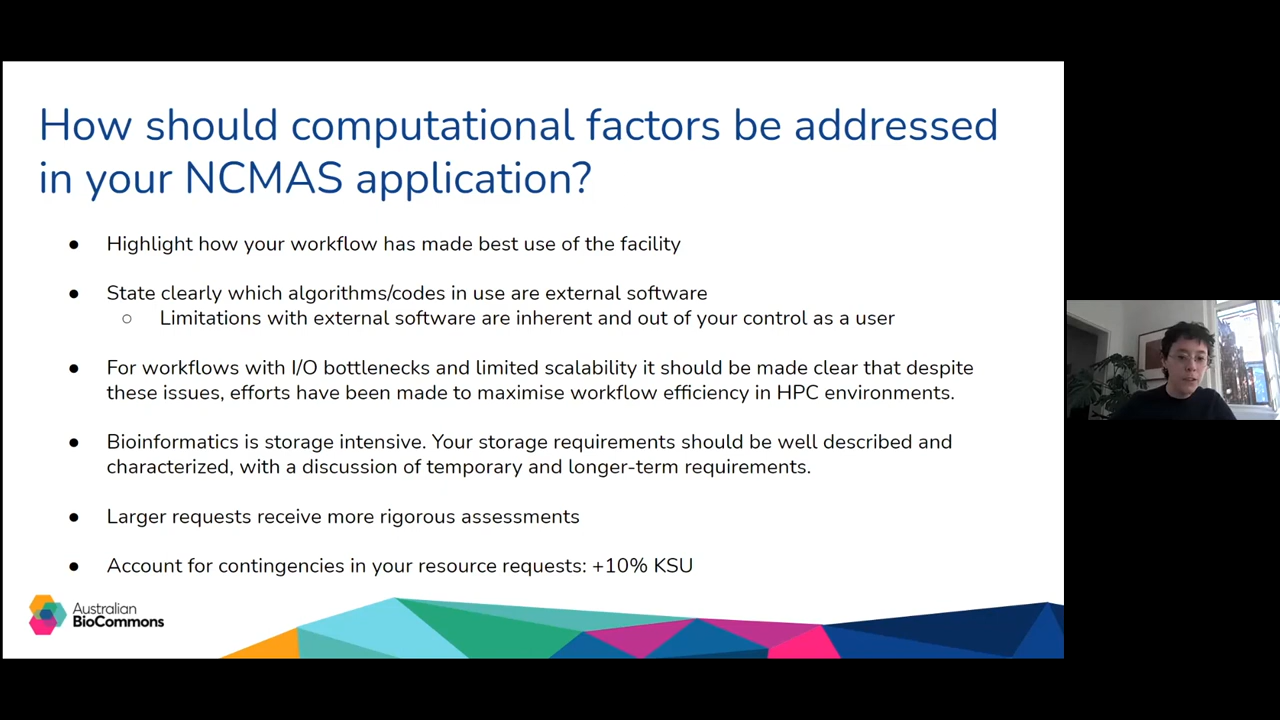 How should computational factors be addressed
in your NCMAS application?
● Highlight how your workflow has made best use of the facility
● State clearly which algorithms/codes in use are external software
○ Limitations with external software are inherent and out of your control as a user
● For workflows with I/O bottlenecks and limited scalability it should be made clear that despite
these issues, efforts have been made to maximise workflow efficiency in HPC environments.
● Bioinformatics is storage intensive. Your storage requirements should be well described and
characterized, with a discussion of temporary and longer-term requirements.
● Larger requests receive more rigorous assessments
● Account for contingencies in your resource requests: +10% KSU
Australian
BioCommons